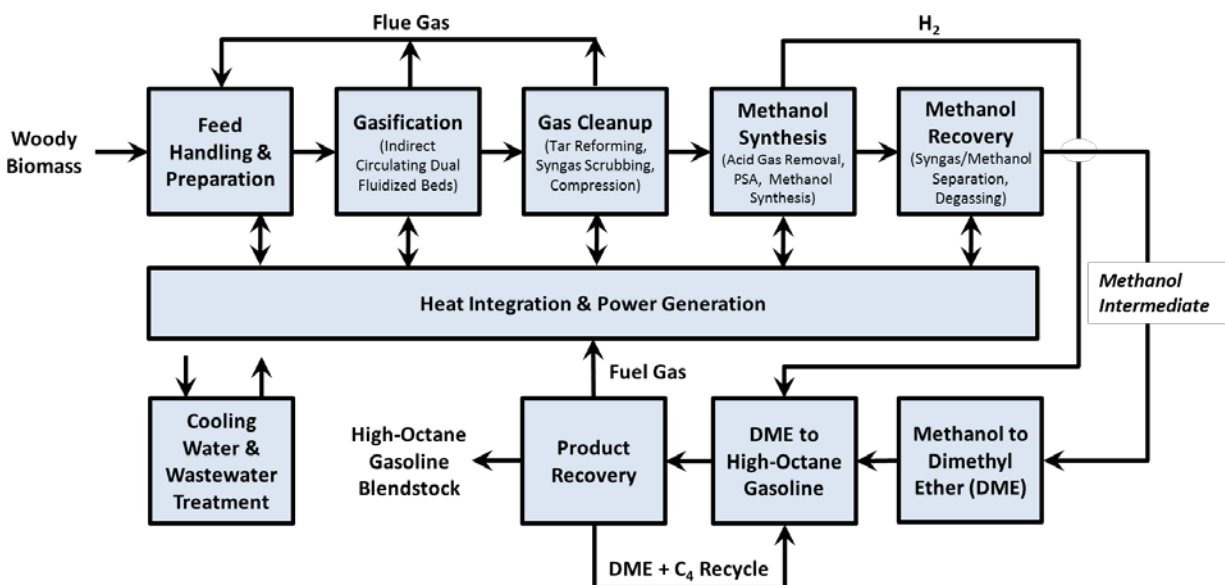 Flue Gas
H₂
Woody
Biomass
Feed
Handling &
Preparation
Gasification
(Indirect
Circulating Dual
Fluidized Beds)
Gas Cleanup
(Tar Reforming,
Syngas Scrubbing,
Compression)
Methanol
Synthesis
(Acid Gas Removal,
PSA, Methanol
Synthesis)
Methanol
Recovery
(Syngas/Methanol
Separation,
Degassing)
Heat Integration & Power Generation
Methanol
Intermediate
Fuel Gas
Cooling
Water &
Wastewater
Treatment
High-Octane
Gasoline
Blendstock
Product
Recovery
DME to
High-Octane
Gasoline
Methanol to
Dimethyl
Ether (DME)
DME + C₄ Recycle